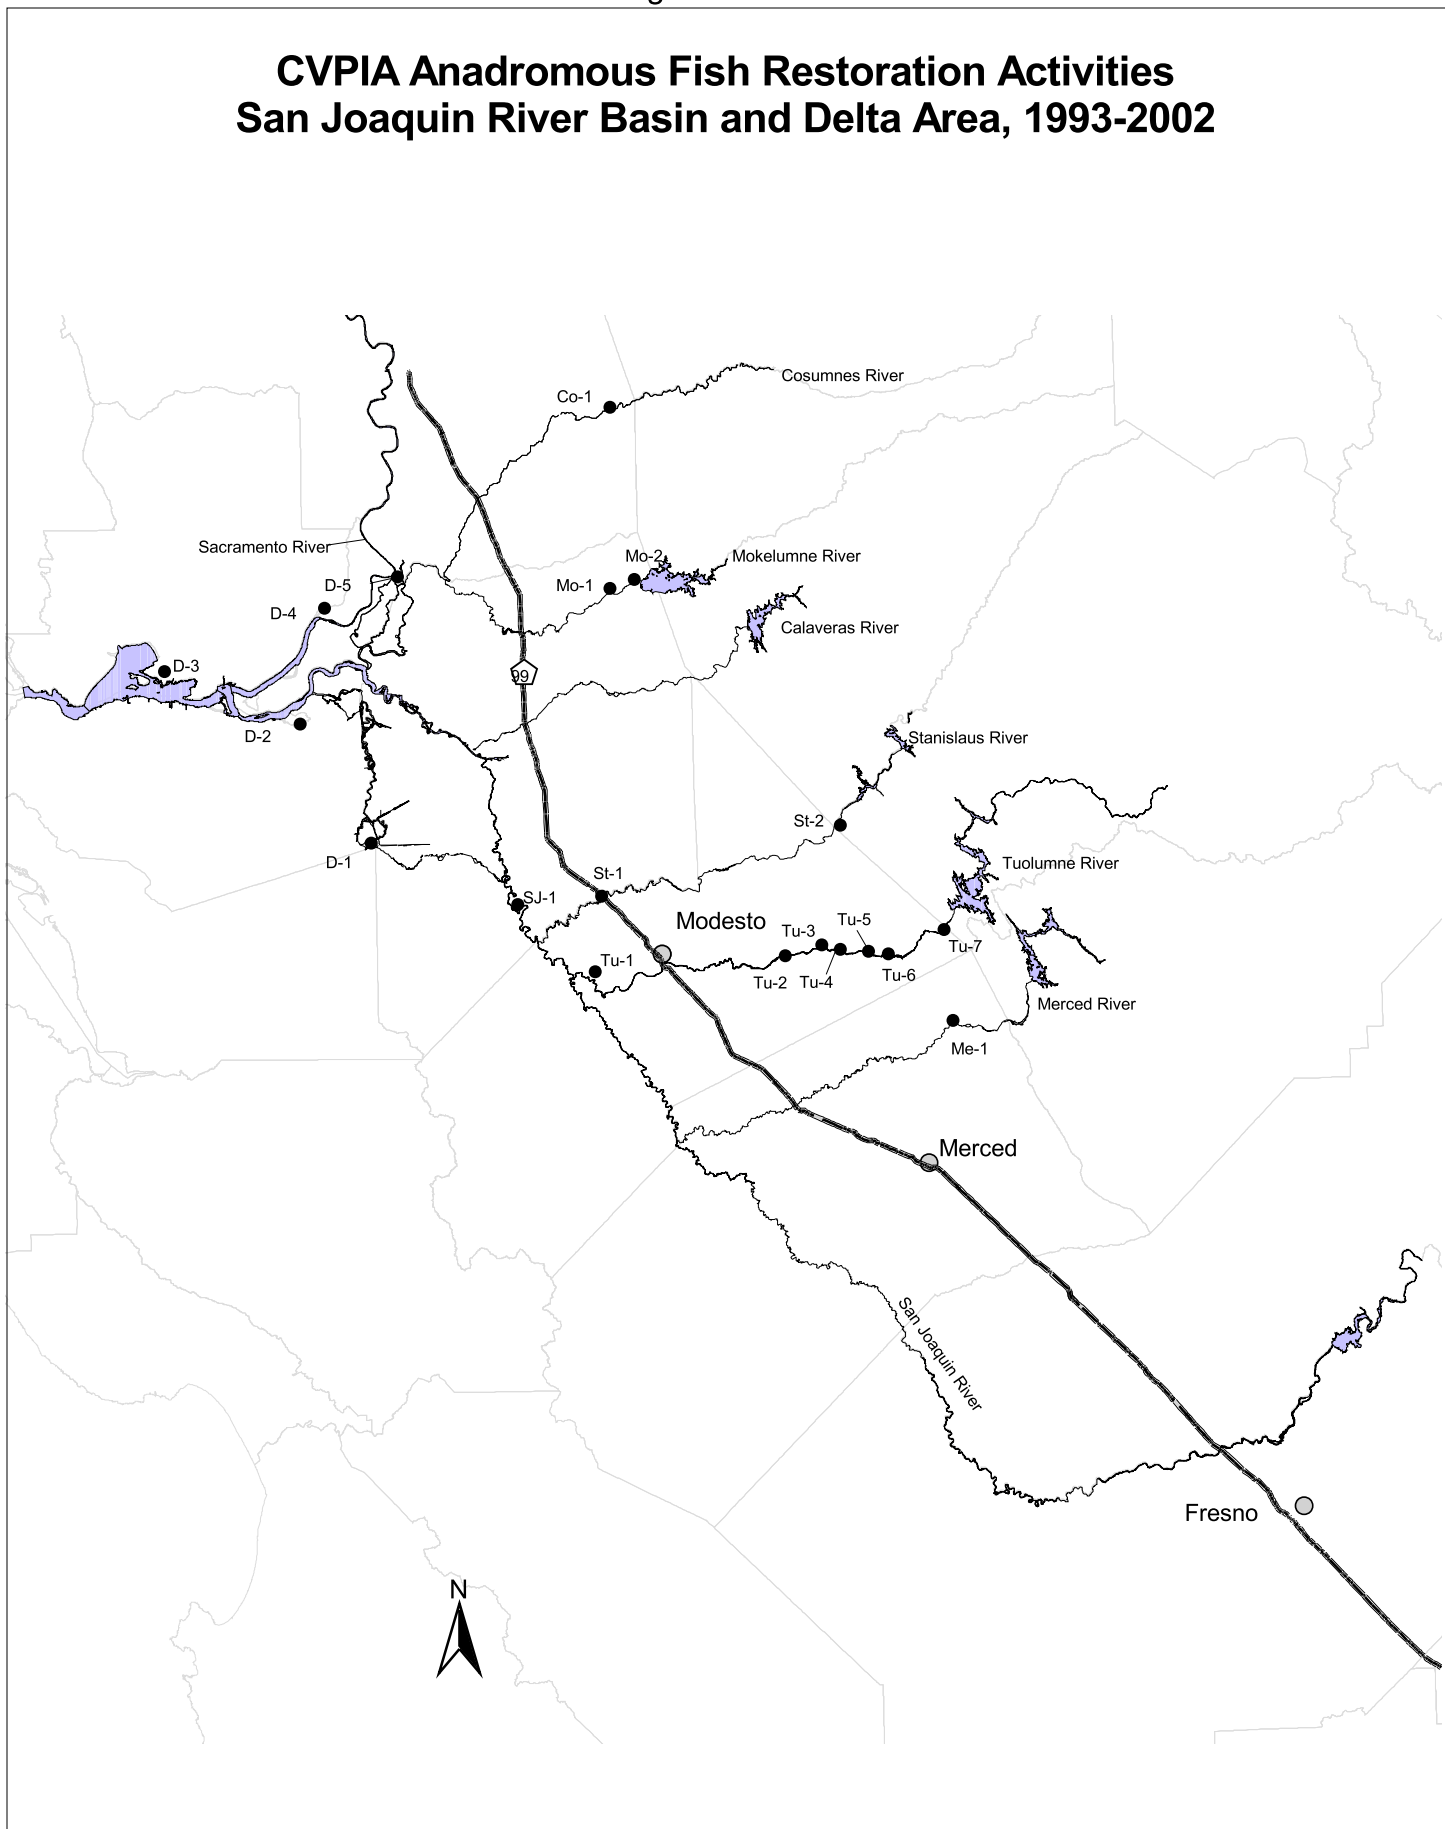 CVPIA Anadromous Fish Restoration Activities
San Joaquin River Basin and Delta Area, 1993-2002
Cosumnes River
Co-1
Sacramento River
Mo-2
Mokelumne River
Mo-1
D-5
D-4
Calaveras River
D-3
99
D-2
Stanislaus River
St-2
D-1
Tuolumne River
St-1
SJ-1
Modesto
Tu-5
Tu-3
Tu-7
Tu-1
Tu-2
Tu-4
Tu-6
Merced River
Me-1
Merced
San Joaquin River
Fresno
N